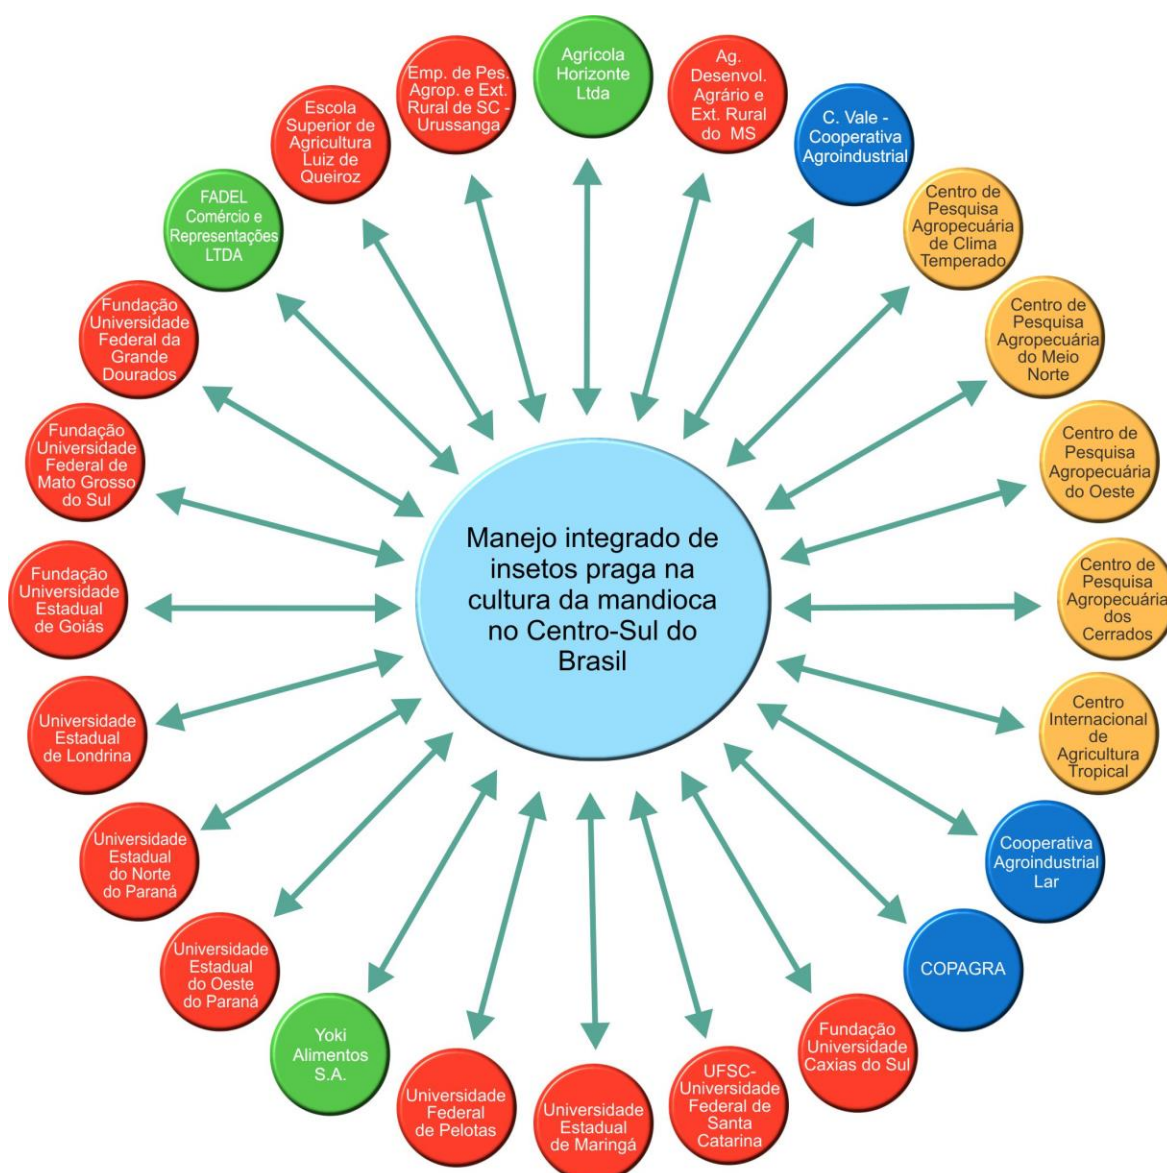 Agrícola
Horizonte
Ltda
Ag.
Desenvol.
Agrário e
Ext. Rural
do MS
C. Vale -
Cooperativa
Agroindustrial
Centro de
Pesquisa
Agropecuária
de Clima
Temperado
Centro de
Pesquisa
Agropecuária
do Meio
Norte
Centro de
Pesquisa
Agropecuária
do Oeste
Centro de
Pesquisa
Agropecuária
dos
Cerrados
Centro
Internacional
de
Agricultura
Tropical
Cooperativa
Agroindustrial
Lar
COPAGRA
Fundação
Universidade
Caxias do Sul
UFSC-
Universidade
Federal de
Santa
Catarina
Universidade
Estadual
de Maringá
Universidade
Federal
de Pelotas
Yoki
Alimentos
S.A.
Universidade
Estadual
do Oeste
do Paraná
Universidade
Estadual
do Norte
do Paraná
Universidade
Estadual
de Londrina
Fundação
Universidade
Estadual
de Goiás
Fundação
Universidade
Federal de
Mato Grosso
do Sul
Fundação
Universidade
Federal da
Grande
Dourados
FADEL
Comércio e
Representações
LTDA
Escola
Superior de
Agricultura
Luiz de
Queiroz
Emp. de Pes.
Agrop. e Ext.
Rural de SC -
Urussanga
Manejo integrado de
insetos praga na
cultura da mandioca
no Centro-Sul do
Brasil